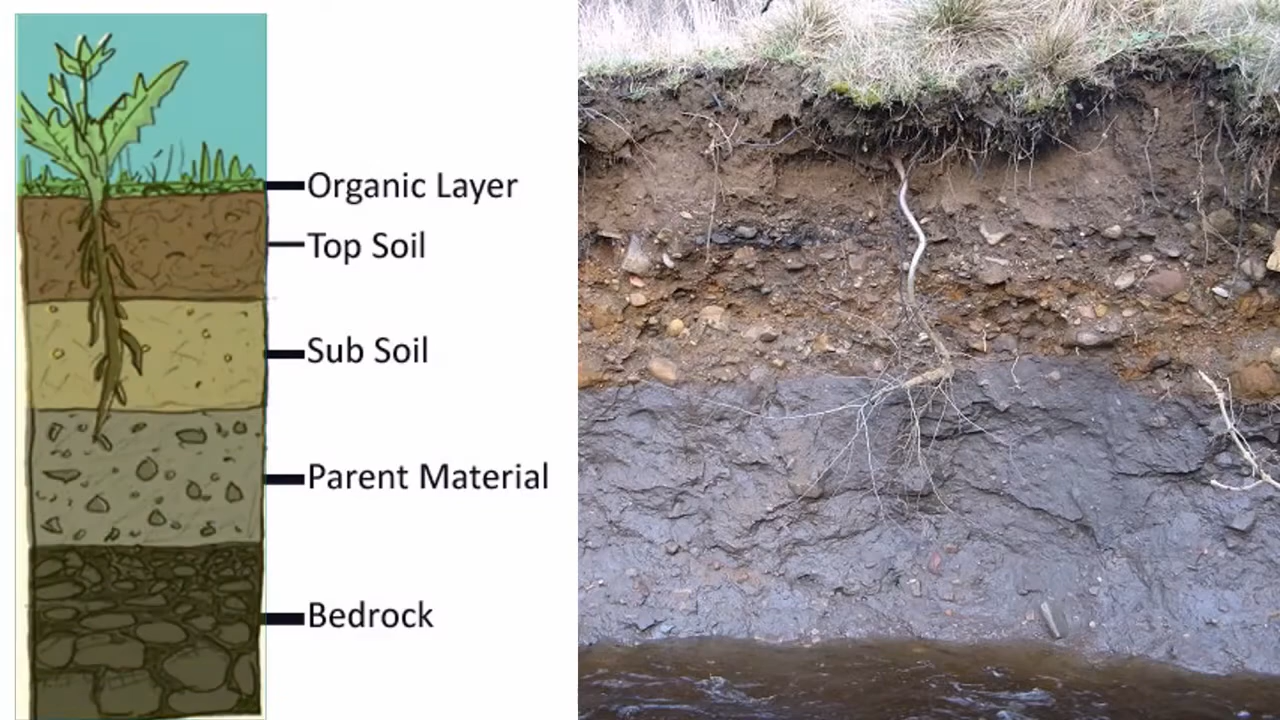 Organic Layer
Top Soil
Sub Soil
Parent Material
Bedrock